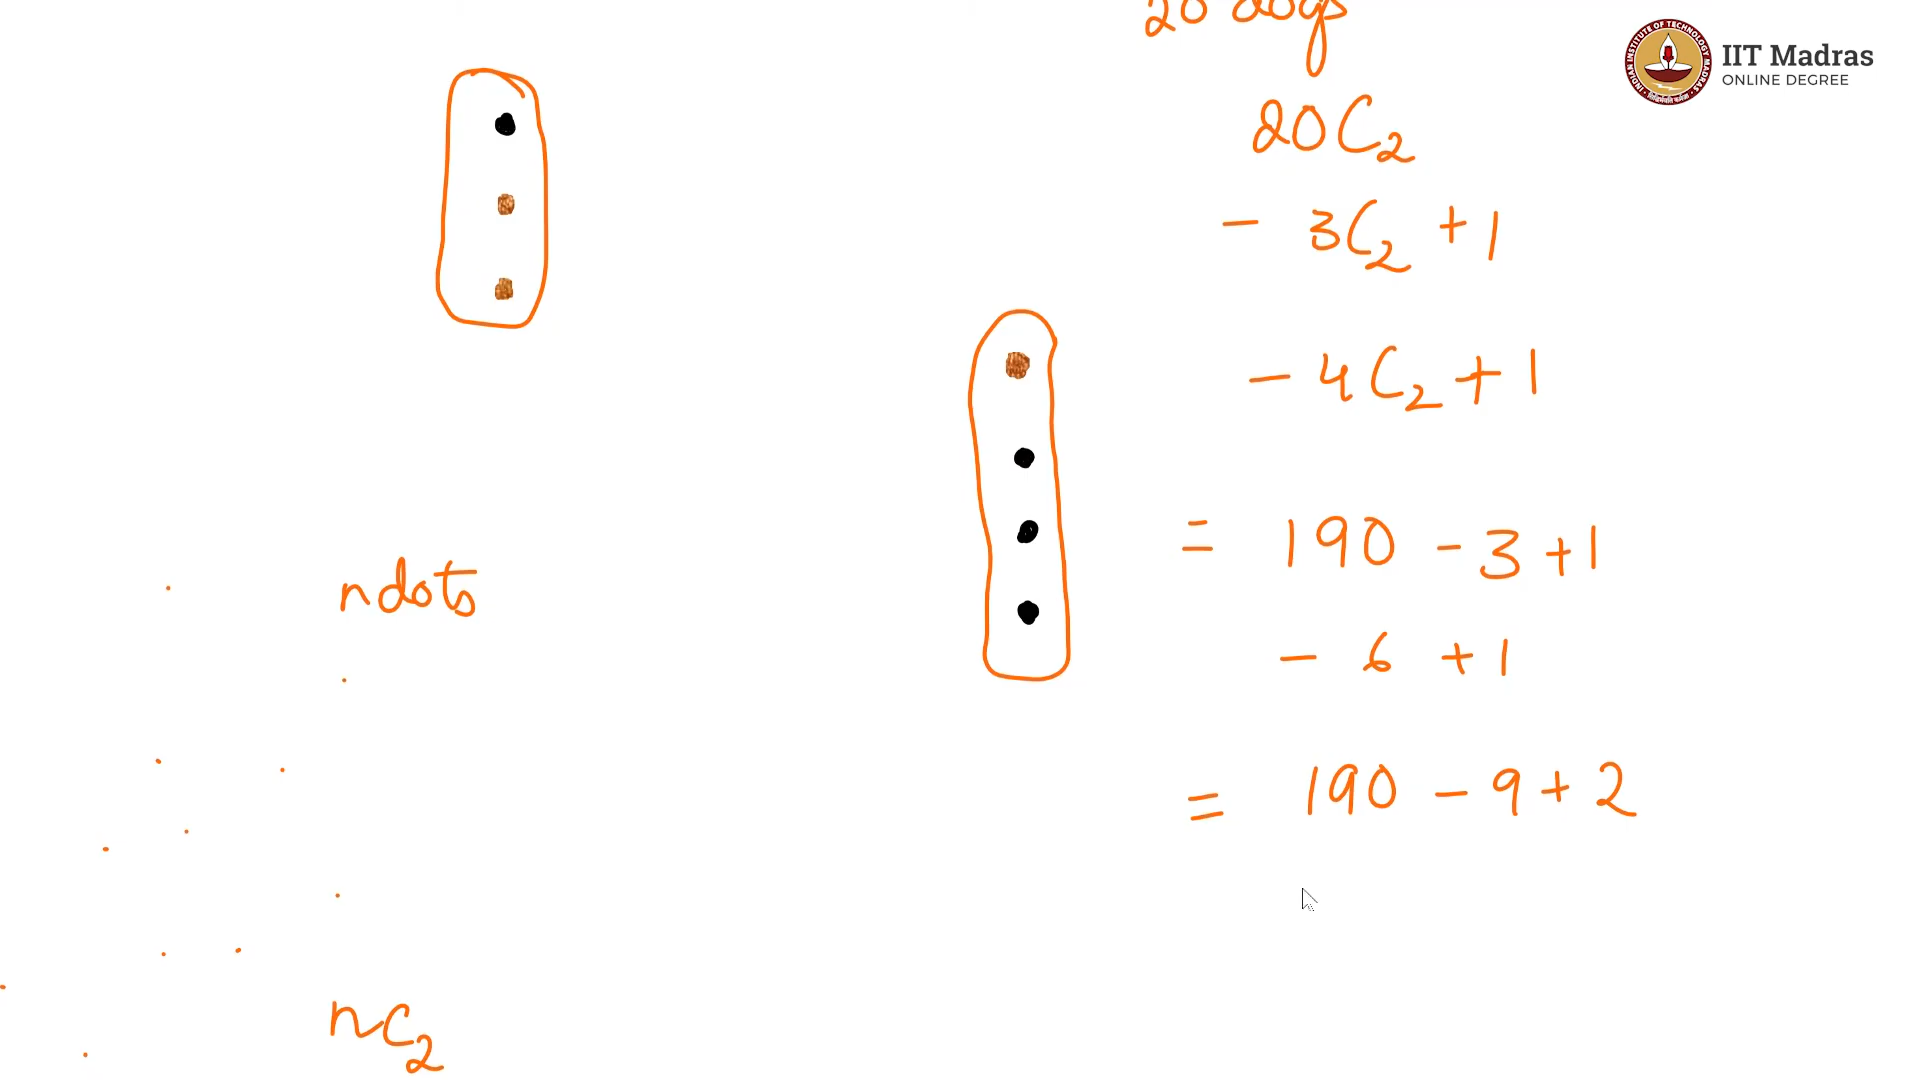 20 dogs
IIT Madras
ONLINE DEGREE
20C₂
- 3C₂ + 1
- 4C₂ + 1
= 190 - 3 + 1
ndots
- 6 + 1
= 190 - 9 + 2
nC₂